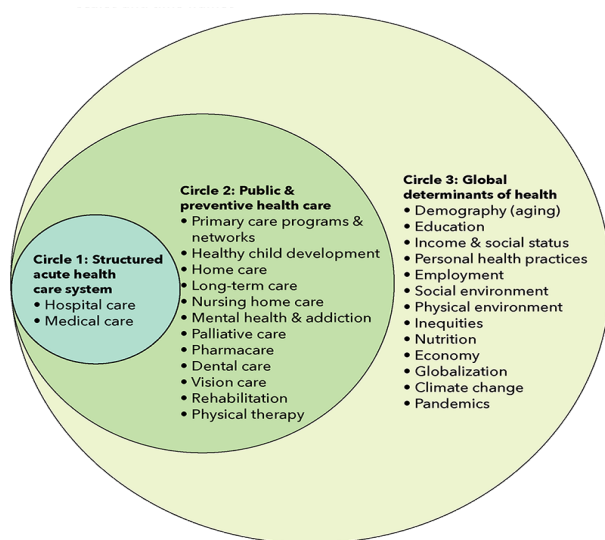 Circle 1: Structured
acute health
care system
• Hospital care
• Medical care
Circle 2: Public &
preventive health care
• Primary care programs &
networks
• Healthy child development
• Home care
• Long-term care
• Nursing home care
• Mental health & addiction
• Palliative care
• Pharmacare
• Dental care
• Vision care
• Rehabilitation
• Physical therapy
Circle 3: Global
determinants of health
• Demography (aging)
• Education
• Income & social status
• Personal health practices
• Employment
• Social environment
• Physical environment
• Inequities
• Nutrition
• Economy
• Globalization
• Climate change
• Pandemics